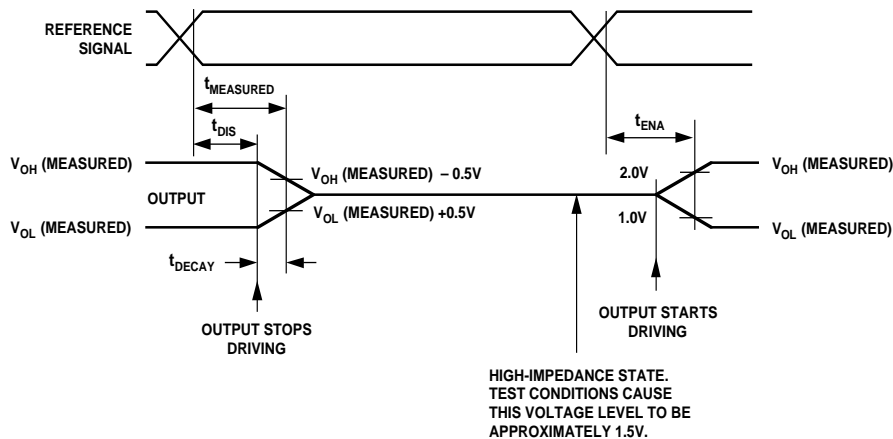 REFERENCE
SIGNAL
tMEASURED
tDIS
tENA
VOH (MEASURED)
VOH (MEASURED) – 0.5V
2.0V
VOH (MEASURED)
OUTPUT
VOL (MEASURED) +0.5V
1.0V
VOL (MEASURED)
VOL (MEASURED)
tDECAY
OUTPUT STOPS
DRIVING
OUTPUT STARTS
DRIVING
HIGH-IMPEDANCE STATE.
TEST CONDITIONS CAUSE
THIS VOLTAGE LEVEL TO BE
APPROXIMATELY 1.5V.